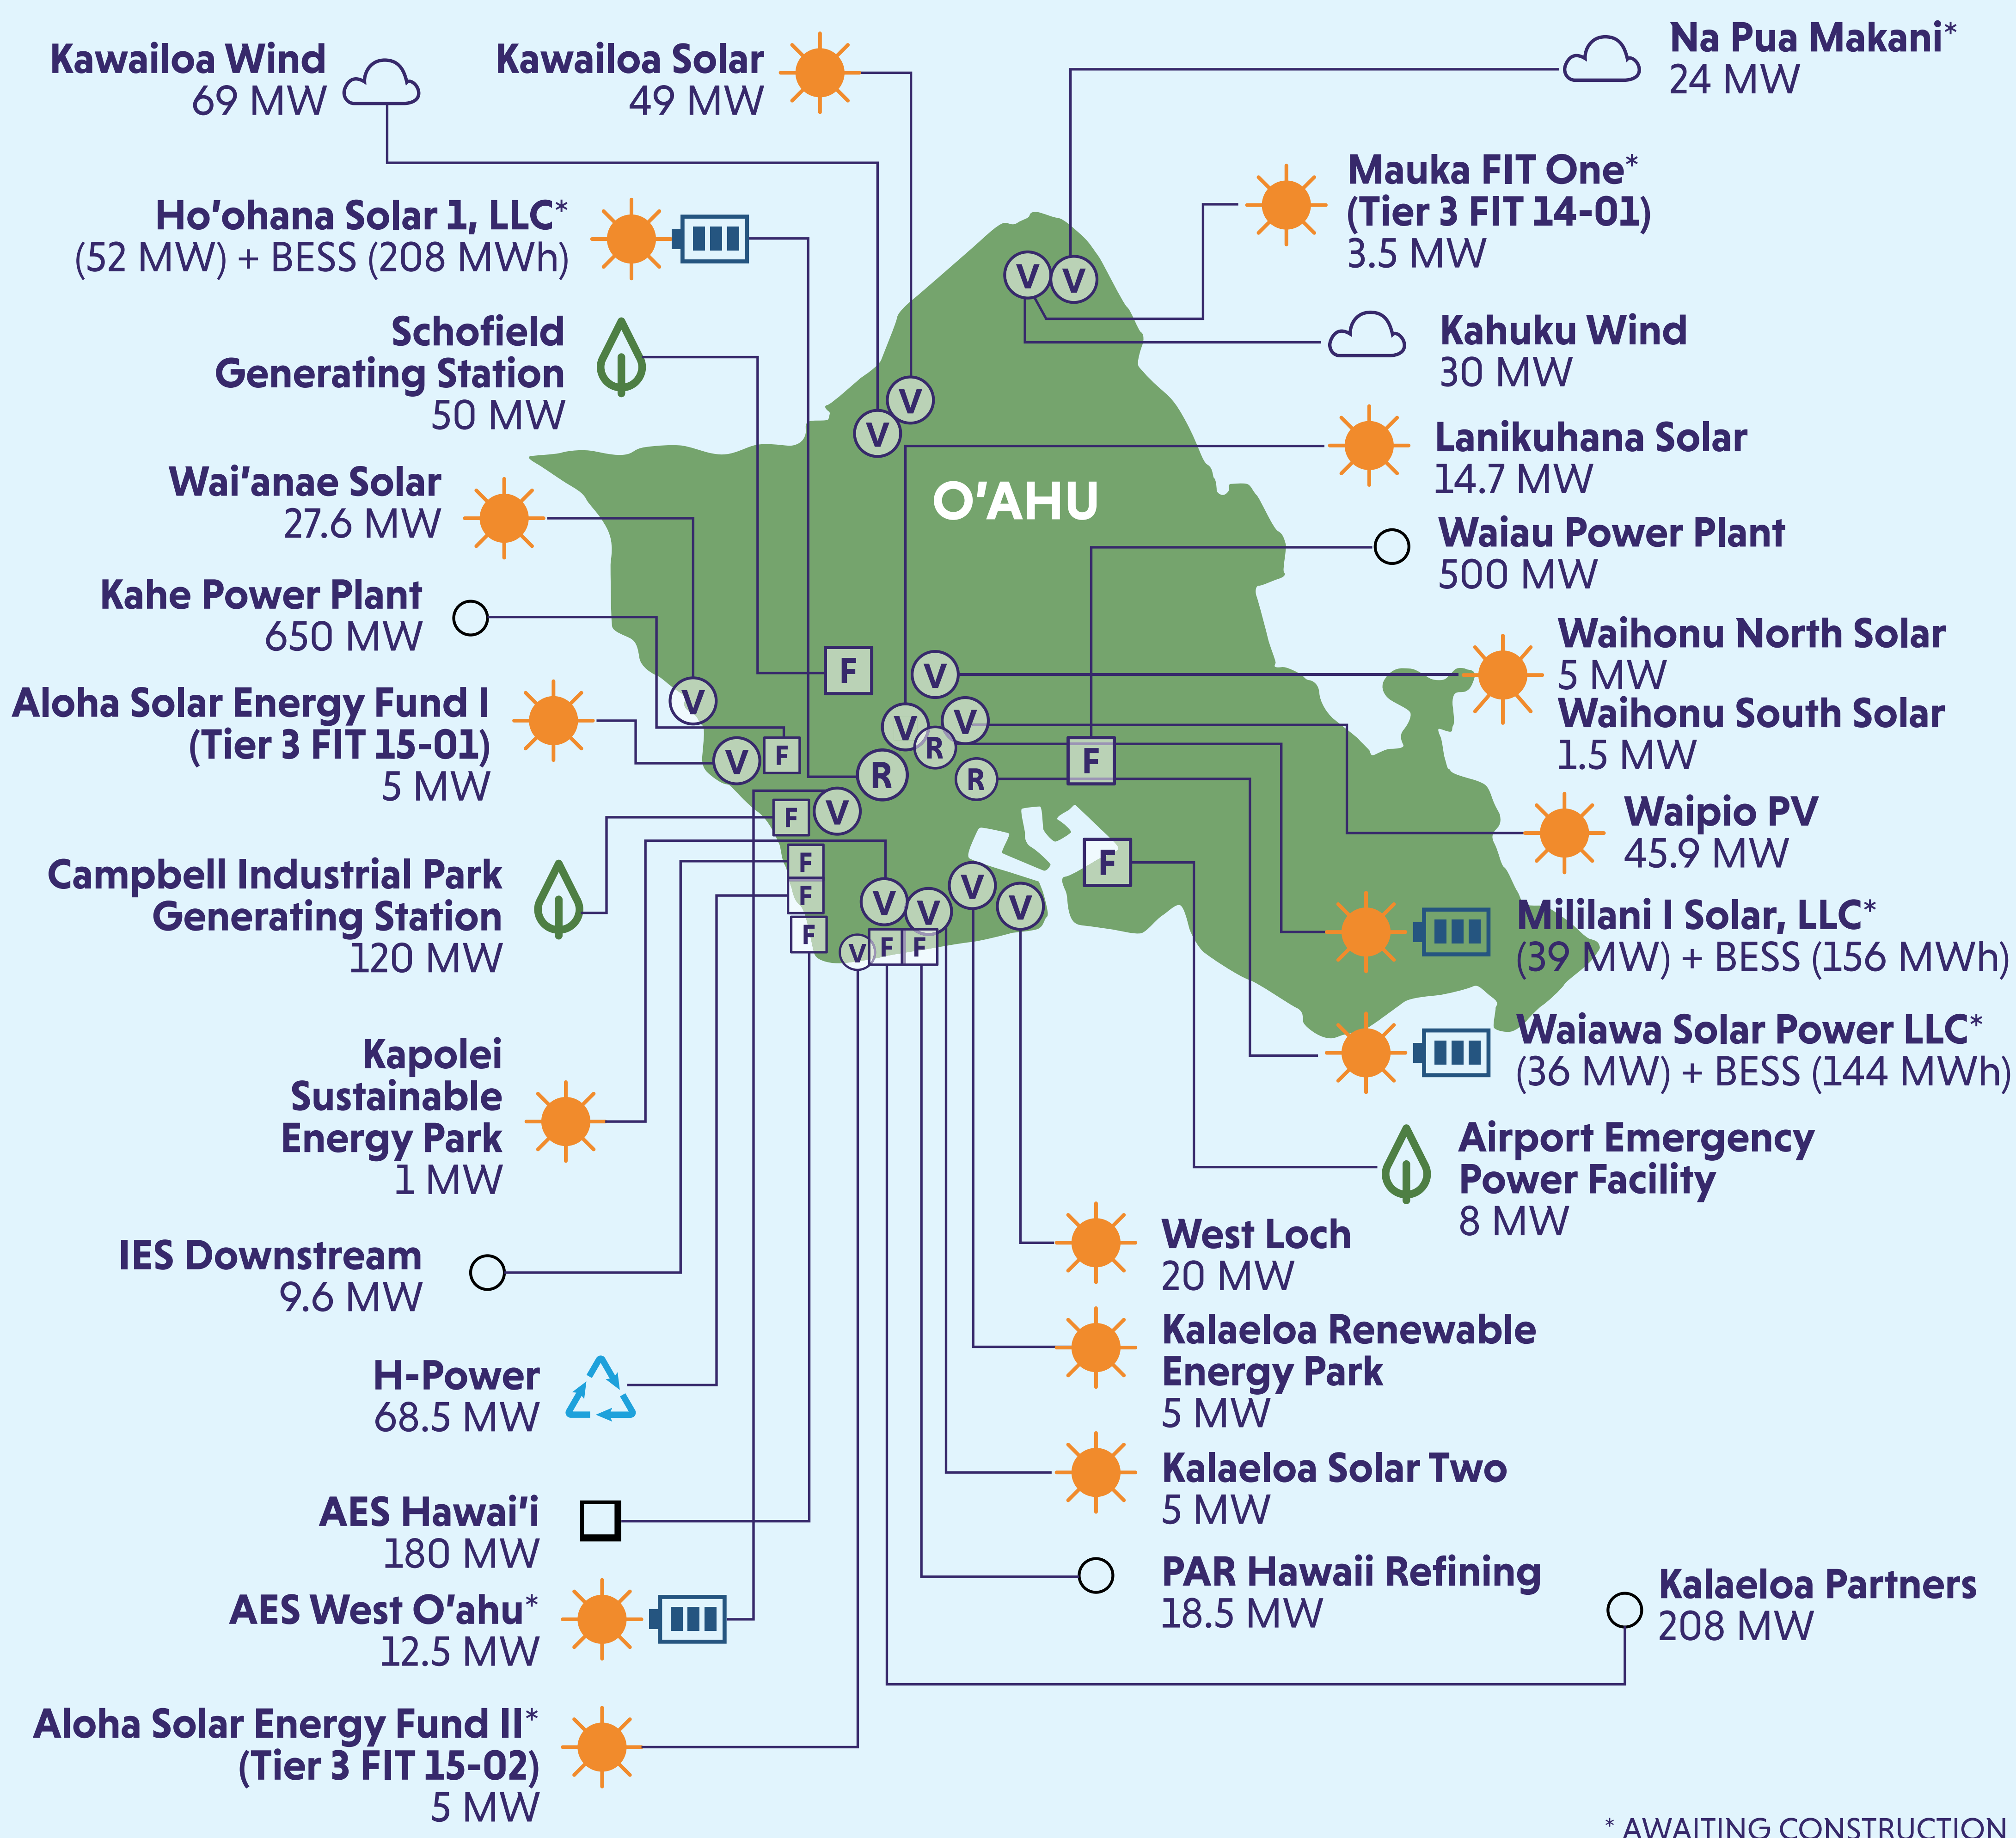 Kawailoa Wind
69 MW
Kawailoa Solar
49 MW
Na Pua Makani*
24 MW
Ho'ohana Solar 1, LLC*
(52 MW) + BESS (208 MWh)
Mauka FIT One*
(Tier 3 FIT 14-01)
3.5 MW
Schofield
Generating Station
50 MW
Kahuku Wind
30 MW
Lanikuhana Solar
14.7 MW
Wai'anae Solar
27.6 MW
O'AHU
Waiau Power Plant
500 MW
Kahe Power Plant
650 MW
Waihonu North Solar
5 MW
Waihonu South Solar
1.5 MW
Aloha Solar Energy Fund I
(Tier 3 FIT 15-01)
5 MW
Waipio PV
45.9 MW
Campbell Industrial Park
Generating Station
120 MW
Mililani I Solar, LLC*
(39 MW) + BESS (156 MWh)
Waiawa Solar Power LLC*
(36 MW) + BESS (144 MWh)
Kapolei
Sustainable
Energy Park
1 MW
Airport Emergency
Power Facility
8 MW
IES Downstream
9.6 MW
West Loch
20 MW
Kalaeloa Renewable
Energy Park
5 MW
H-Power
68.5 MW
Kalaeloa Solar Two
5 MW
AES Hawai'i
180 MW
PAR Hawaii Refining
18.5 MW
Kalaeloa Partners
208 MW
AES West O'ahu*
12.5 MW
Aloha Solar Energy Fund II*
(Tier 3 FIT 15-02)
5 MW
V
V
V
V
F
V
V
V
V
R
F
V
F
R
R
F
V
F
F
F
F
V
V
V
V
F
V
F
F
* AWAITING CONSTRUCTION